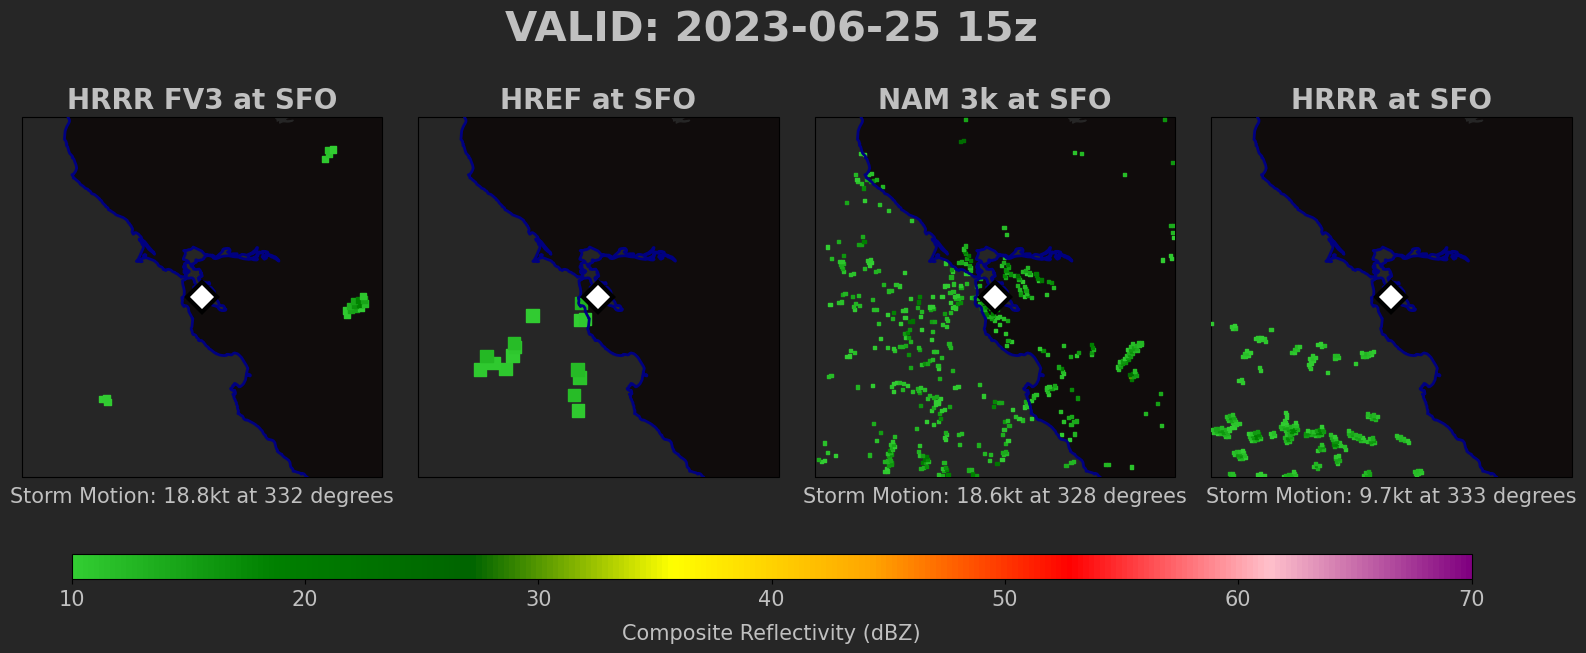 VALID: 2023-06-25 15z
HRRR FV3 at SFO
HREF at SFO
NAM 3k at SFO
HRRR at SFO
Storm Motion: 18.8kt at 332 degrees
Storm Motion: 18.6kt at 328 degrees
Storm Motion: 9.7kt at 333 degrees
10 20 30 40 50 60 70
Composite Reflectivity (dBZ)